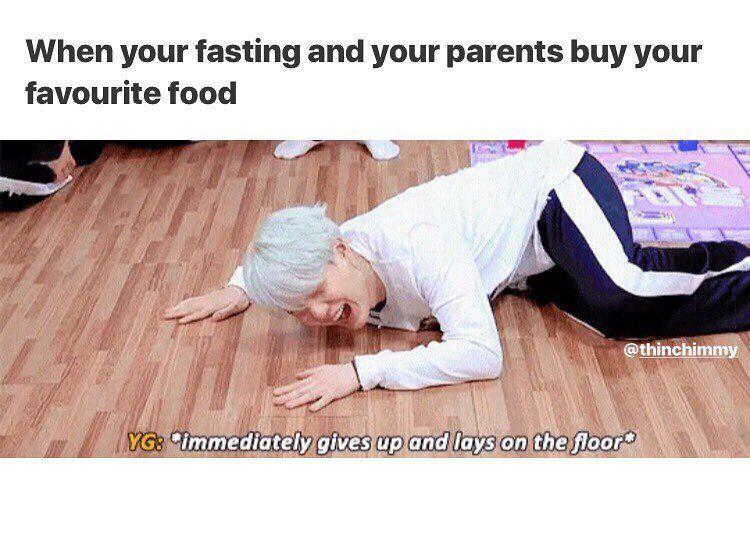 When your fasting and your parents buy your
favourite food
@thinchimmy
YG: *immediately gives up and lays on the floor*